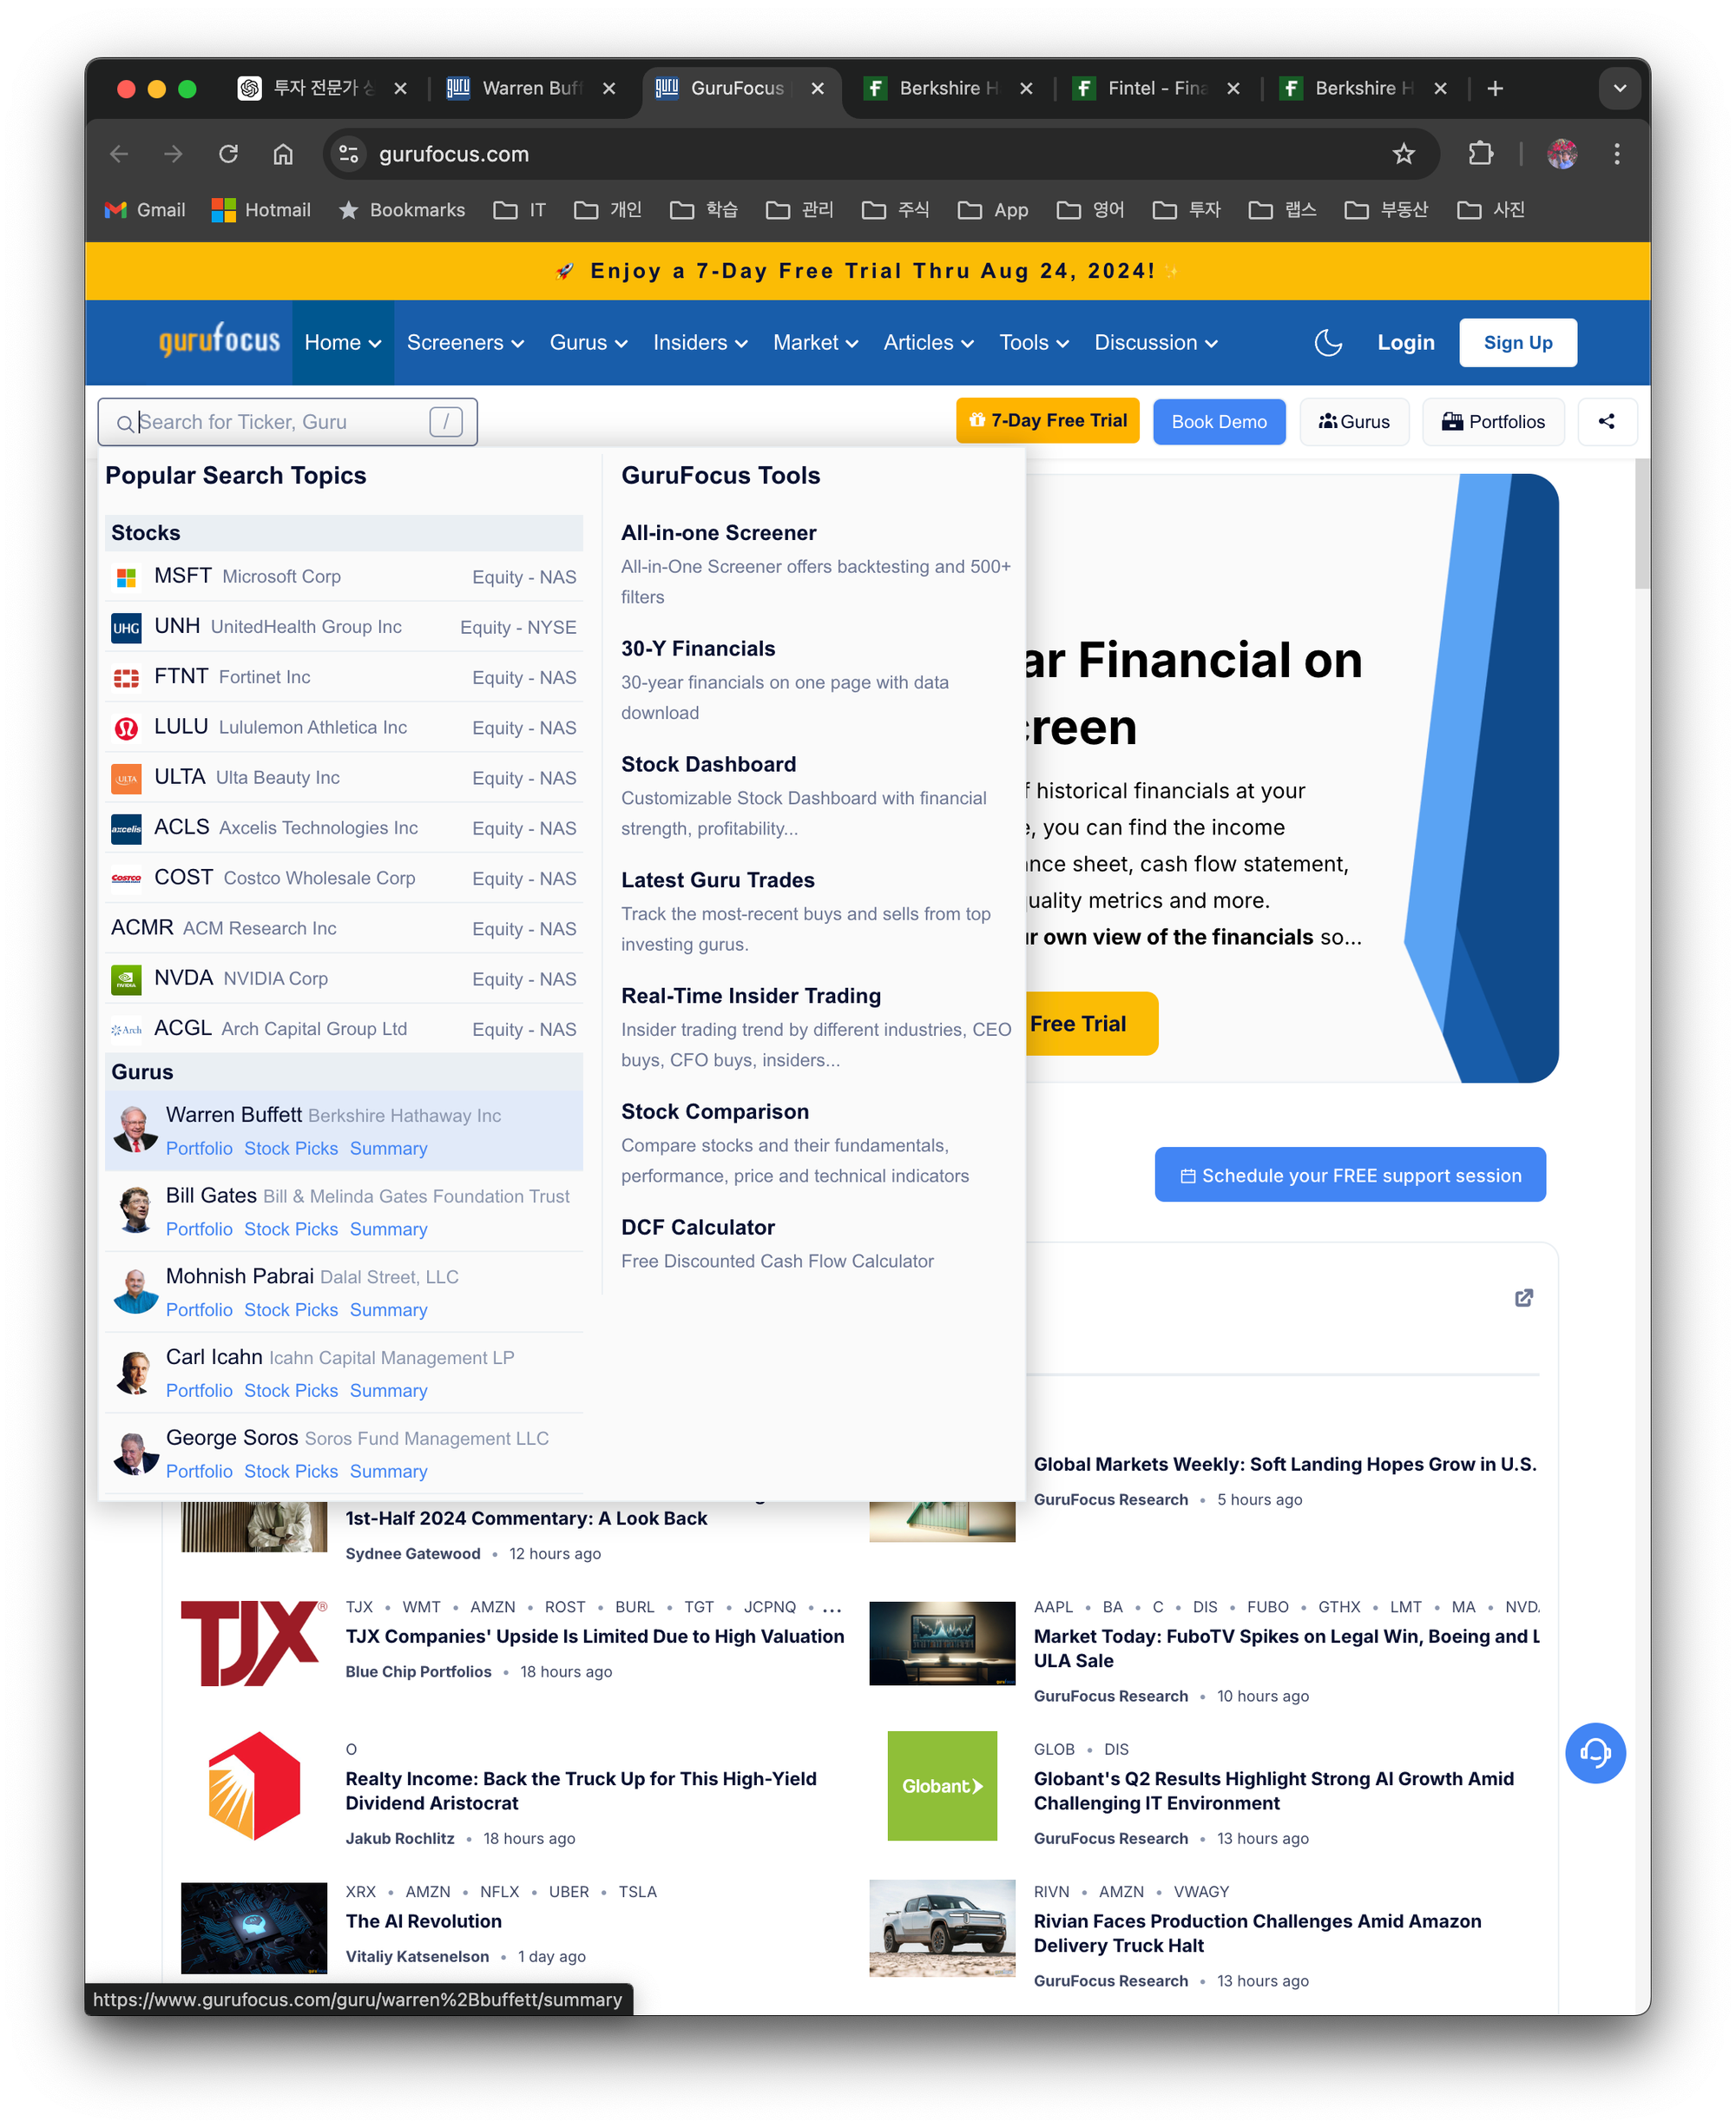 투자 전문가
Warren Buff
GuruFocus
Berkshire H
Fintel - Fina
Berkshire H
gurufocus.com
Gmail
Hotmail
Bookmarks
IT
개인
학습
관리
주식
App
영어
투자
랩스
부동산
사진
🚀 Enjoy a 7-Day Free Trial Thru Aug 24, 2024! ✨
gurufocus
Home
Screeners
Gurus
Insiders
Market
Articles
Tools
Discussion
Login
Sign Up
Search for Ticker, Guru
/
7-Day Free Trial
Book Demo
Gurus
Portfolios
Popular Search Topics
Stocks
MSFT Microsoft Corp Equity - NAS
UHG UNH UnitedHealth Group Inc Equity - NYSE
FTNT Fortinet Inc Equity - NAS
LULU Lululemon Athletica Inc Equity - NAS
ULTA ULTA Ulta Beauty Inc Equity - NAS
axcelis ACLS Axcelis Technologies Inc Equity - NAS
Costco COST Costco Wholesale Corp Equity - NAS
ACMR ACM Research Inc Equity - NAS
NVIDIA NVDA NVIDIA Corp Equity - NAS
Arch ACGL Arch Capital Group Ltd Equity - NAS
Gurus
Warren Buffett Berkshire Hathaway Inc
Portfolio Stock Picks Summary
Bill Gates Bill & Melinda Gates Foundation Trust
Portfolio Stock Picks Summary
Mohnish Pabrai Dalal Street, LLC
Portfolio Stock Picks Summary
Carl Icahn Icahn Capital Management LP
Portfolio Stock Picks Summary
George Soros Soros Fund Management LLC
Portfolio Stock Picks Summary
GuruFocus Tools
All-in-one Screener
All-in-One Screener offers backtesting and 500+
filters
30-Y Financials
30-year financials on one page with data
download
Stock Dashboard
Customizable Stock Dashboard with financial
strength, profitability...
Latest Guru Trades
Track the most-recent buys and sells from top
investing gurus.
Real-Time Insider Trading
Insider trading trend by different industries, CEO
buys, CFO buys, insiders...
Stock Comparison
Compare stocks and their fundamentals,
performance, price and technical indicators
DCF Calculator
Free Discounted Cash Flow Calculator
ar Financial on
creen
f historical financials at your
e, you can find the income
ance sheet, cash flow statement,
uality metrics and more.
ur own view of the financials so...
Free Trial
Schedule your FREE support session
1st-Half 2024 Commentary: A Look Back
Sydnee Gatewood • 12 hours ago
Global Markets Weekly: Soft Landing Hopes Grow in U.S.
GuruFocus Research • 5 hours ago
TJX®
TJX • WMT • AMZN • ROST • BURL • TGT • JCPNQ • ...
TJX Companies' Upside Is Limited Due to High Valuation
Blue Chip Portfolios • 18 hours ago
AAPL • BA • C • DIS • FUBO • GTHX • LMT • MA • NVD
Market Today: FuboTV Spikes on Legal Win, Boeing and L
ULA Sale
GuruFocus Research • 10 hours ago
O
Realty Income: Back the Truck Up for This High-Yield
Dividend Aristocrat
Jakub Rochlitz • 18 hours ago
Globant
GLOB • DIS
Globant's Q2 Results Highlight Strong AI Growth Amid
Challenging IT Environment
GuruFocus Research • 13 hours ago
XRX • AMZN • NFLX • UBER • TSLA
The AI Revolution
Vitaliy Katsenelson • 1 day ago
RIVN • AMZN • VWAGY
Rivian Faces Production Challenges Amid Amazon
Delivery Truck Halt
GuruFocus Research • 13 hours ago
https://www.gurufocus.com/guru/warren%2Bbuffett/summary